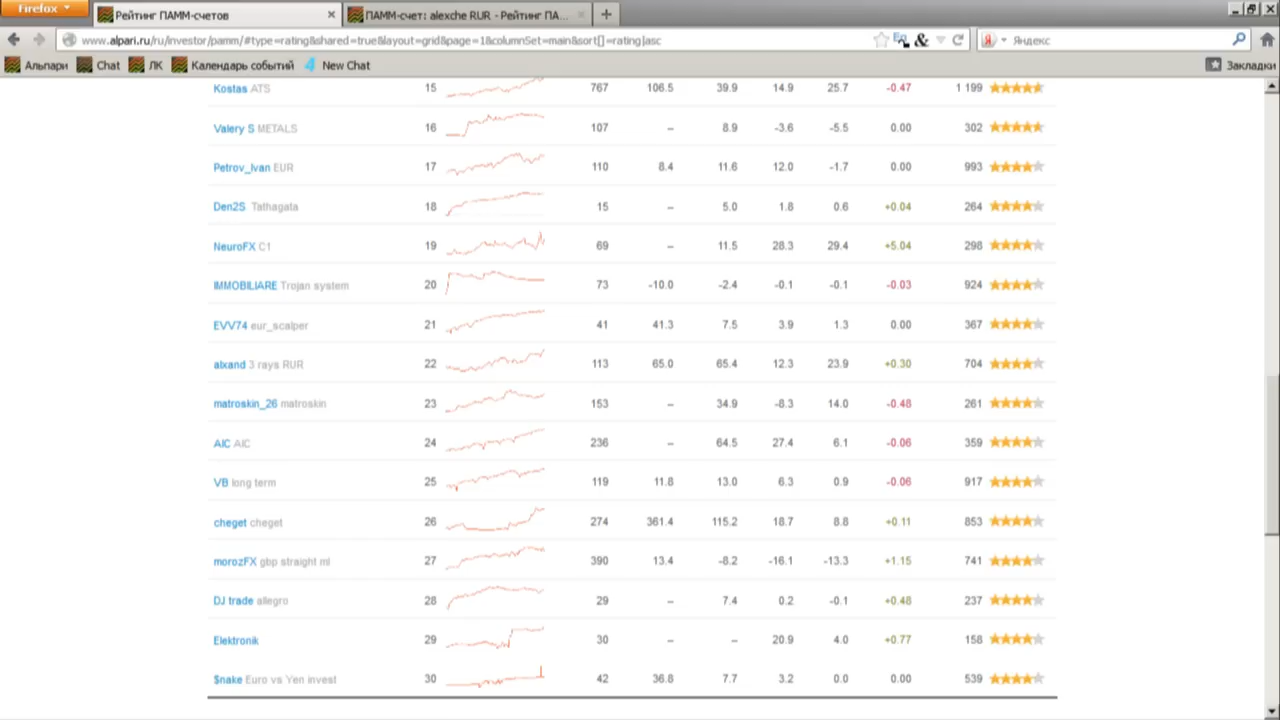 Firefox
Рейтинг ПАММ-счетов
ПАММ-счет: alexche RUR - Рейтинг ПА...
www.alpari.ru/ru/investor/pamm/#type=rating&shared=true&layout=grid&page=1&columnSet=main&sort[]=rating|asc
Яндекс
Альпари Chat ЛК Календарь событий New Chat Закладки
Kostas ATS 15 767 106.5 39.9 14.9 25.7 -0.47 1 199
Valery S METALS 16 107 – 8.9 -3.6 -5.5 0.00 302
Petrov_Ivan EUR 17 110 8.4 11.6 12.0 -1.7 0.00 993
Den2S Tathagata 18 15 – 5.0 1.8 0.6 +0.04 264
NeuroFX C1 19 69 – 11.5 28.3 29.4 +5.04 298
IMMOBILIARE Trojan system 20 73 -10.0 -2.4 -0.1 -0.1 -0.03 924
EVV74 eur_scalper 21 41 41.3 7.5 3.9 1.3 0.00 367
alxand 3 rays RUR 22 113 65.0 65.4 12.3 23.9 +0.30 704
matroskin_26 matroskin 23 153 – 34.9 -8.3 14.0 -0.48 261
AIC AIC 24 236 – 64.5 27.4 6.1 -0.06 359
VB long term 25 119 11.8 13.0 6.3 0.9 -0.06 917
cheget cheget 26 274 361.4 115.2 18.7 8.8 +0.11 853
morozFX gbp straight ml 27 390 13.4 -8.2 -16.1 -13.3 +1.15 741
DJ trade allegro 28 29 – 7.4 0.2 -0.1 +0.48 237
Elektronik 29 30 – – 20.9 4.0 +0.77 158
$nake Euro vs Yen invest 30 42 36.8 7.7 3.2 0.0 0.00 539